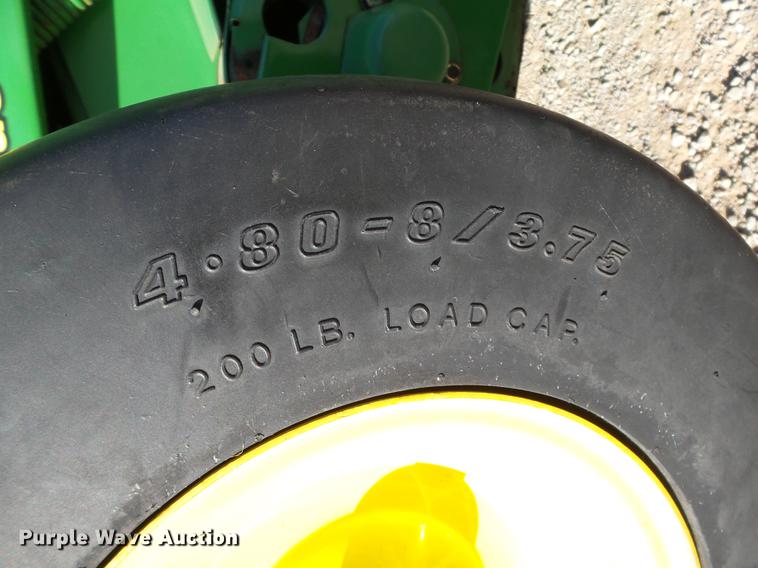 4.80-8/3.75
200 LB. LOAD CAP.
Purple Wave Auction